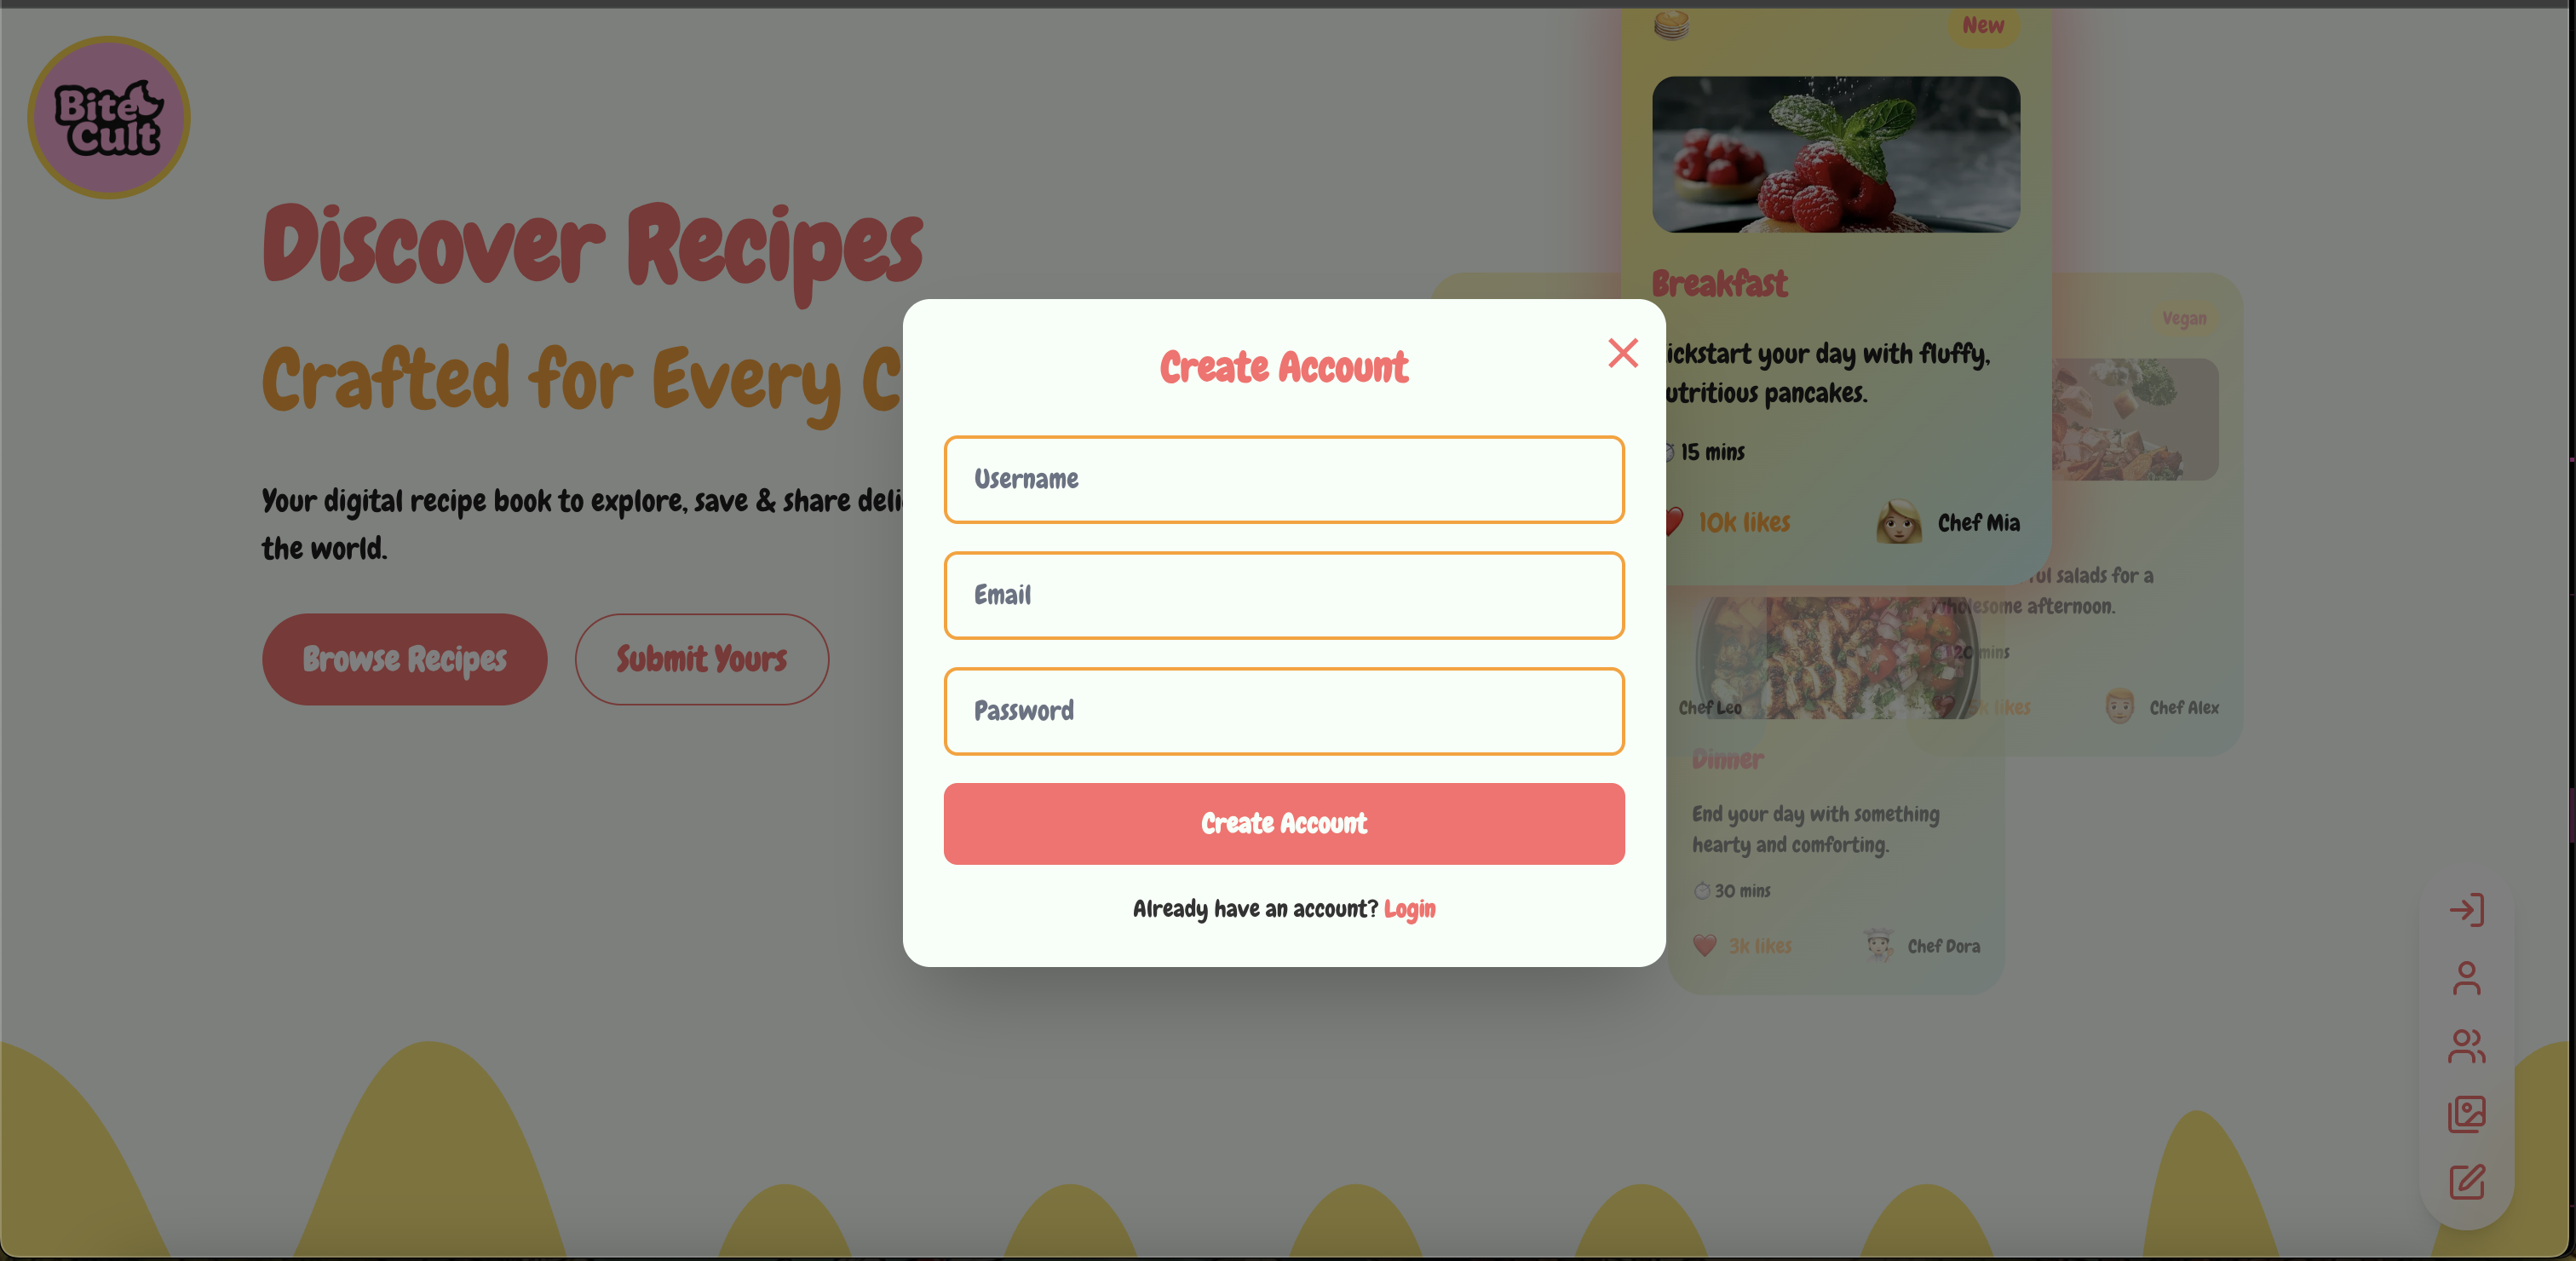 Bite
Cult
Discover Recipes
Crafted for Every C
Your digital recipe book to explore, save & share deli
the world.
Browse Recipes
Submit Yours
Create Account
Username
Email
Password
Create Account
Already have an account? Login
New
Breakfast
ickstart your day with fluffy,
utritious pancakes.
15 mins
10k likes
Chef Mia
Vegan
ful salads for a
wholesome afternoon.
20 mins
k likes
Chef Alex
Chef Leo
Dinner
End your day with something
hearty and comforting.
30 mins
3k likes
Chef Dora